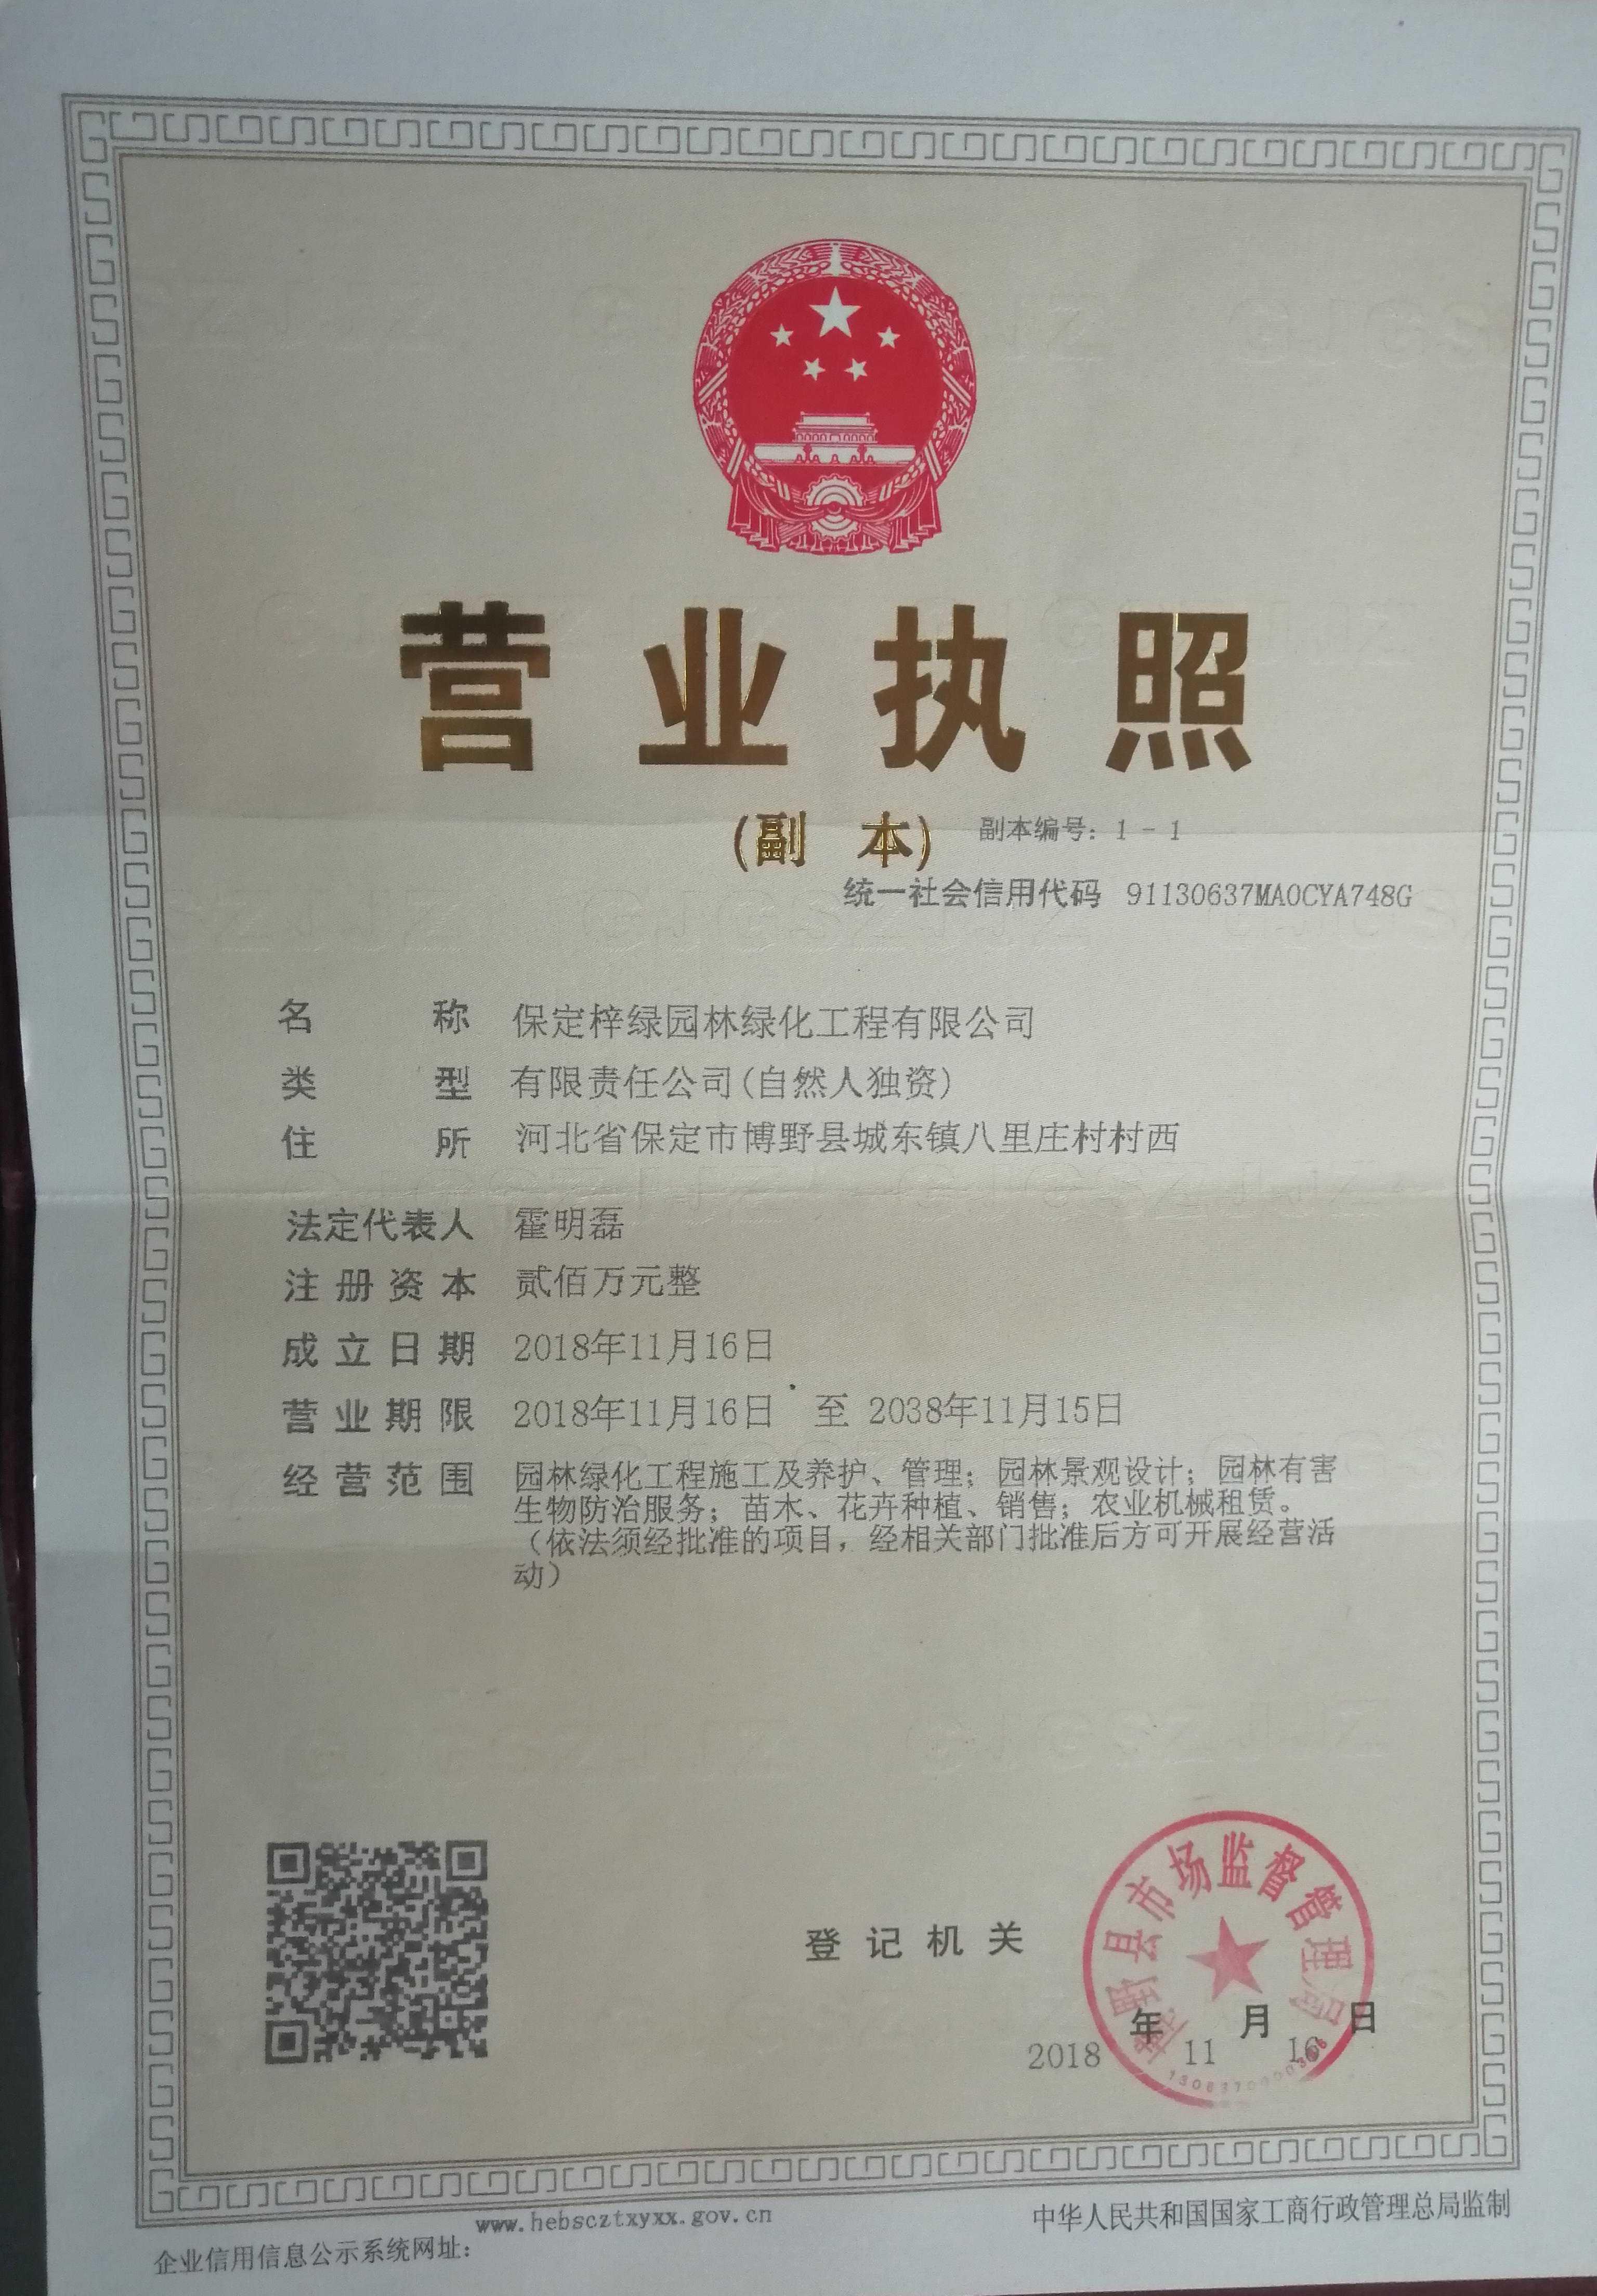 营业执照
(副 本) 副本编号：1-1
统一社会信用代码 91130637MA0CYA748G
名称 保定梓绿园林绿化工程有限公司
类型 有限责任公司(自然人独资)
住所 河北省保定市博野县城东镇八里庄村村西
法定代表人 霍明磊
注册资本 贰佰万元整
成立日期 2018年11月16日
营业期限 2018年11月16日 至 2038年11月15日
经营范围 园林绿化工程施工及养护、管理；园林景观设计；园林有害
生物防治服务；苗木、花卉种植、销售；农业机械租赁。
（依法须经批准的项目，经相关部门批准后方可开展经营活
动）
博野县市场监督管理局
登记机关
年 月 日
2018 11 16
www.hebscztxyxx.gov.cn
企业信用信息公示系统网址：
中华人民共和国国家工商行政管理总局监制